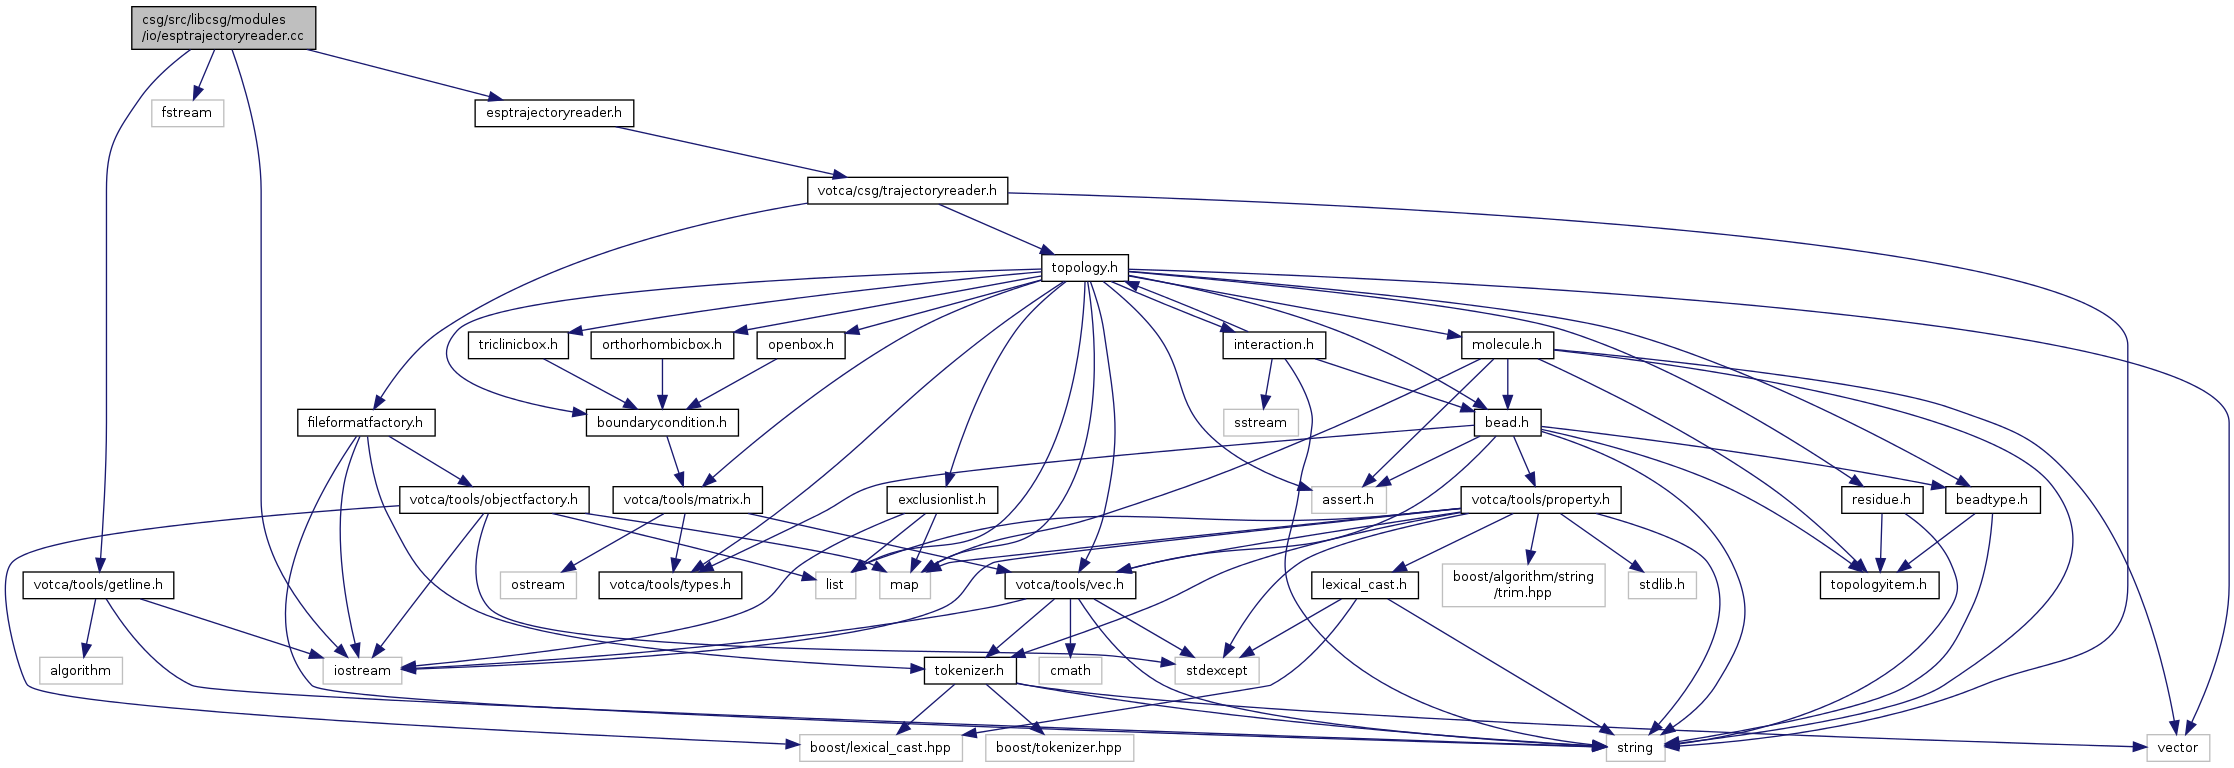 csg/src/libcsg/modules
/io/esptrajectoryreader.cc
fstream
esptrajectoryreader.h
votca/csg/trajectoryreader.h
topology.h
triclinicbox.h
orthorhombicbox.h
openbox.h
interaction.h
molecule.h
fileformatfactory.h
boundarycondition.h
sstream
bead.h
votca/tools/objectfactory.h
votca/tools/matrix.h
exclusionlist.h
assert.h
votca/tools/property.h
residue.h
beadtype.h
votca/tools/getline.h
ostream
votca/tools/types.h
list
map
votca/tools/vec.h
lexical_cast.h
boost/algorithm/string
/trim.hpp
stdlib.h
topologyitem.h
algorithm
iostream
tokenizer.h
cmath
stdexcept
boost/lexical_cast.hpp
boost/tokenizer.hpp
string
vector